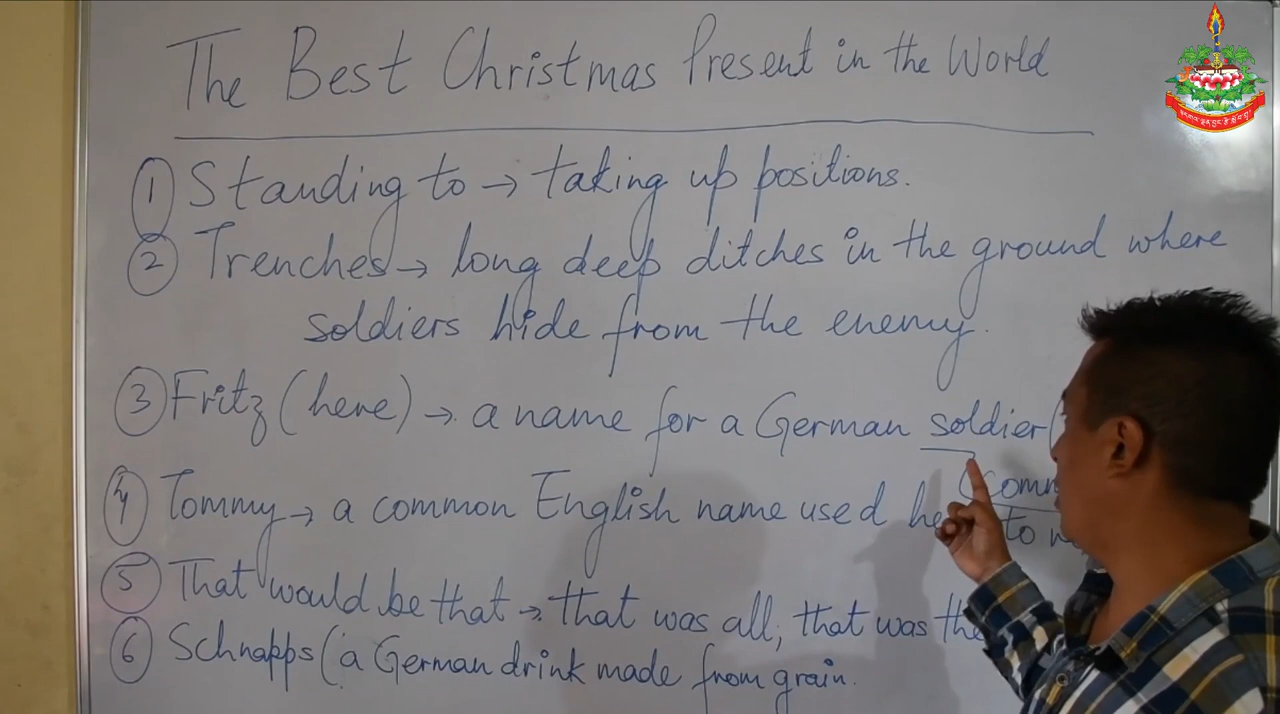 The Best Christmas Present in the World
① Standing to → taking up positions.
② Trenches → long deep ditches in the ground where
soldiers hide from the enemy.
③ Fritz (here) → a name for a German soldier (
④ Tommy → a common English name used he to
⑤ That would be that → that was all, that was the
⑥ Schnapps (a German drink made from grain.